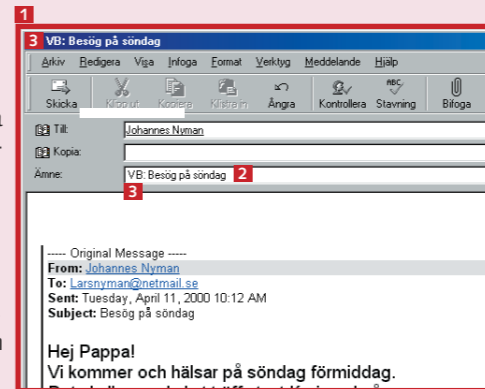 1
3 VB: Besög på söndag
Arkiv Redigera Visa Infoga Format Verktyg Meddelande Hjälp
Skicka Klipp ut Kopiera Klistra in Ångra Kontrollera Stavning Bifoga
Till: Johannes Nyman
Kopia:
Ämne: VB: Besög på söndag 2
3
----- Original Message -----
From: Johannes Nyman
To: Larsnyman@netmail.se
Sent: Tuesday, April 11, 2000 10:12 AM
Subject: Besög på söndag
Hej Pappa!
Vi kommer och hälsar på söndag förmiddag.